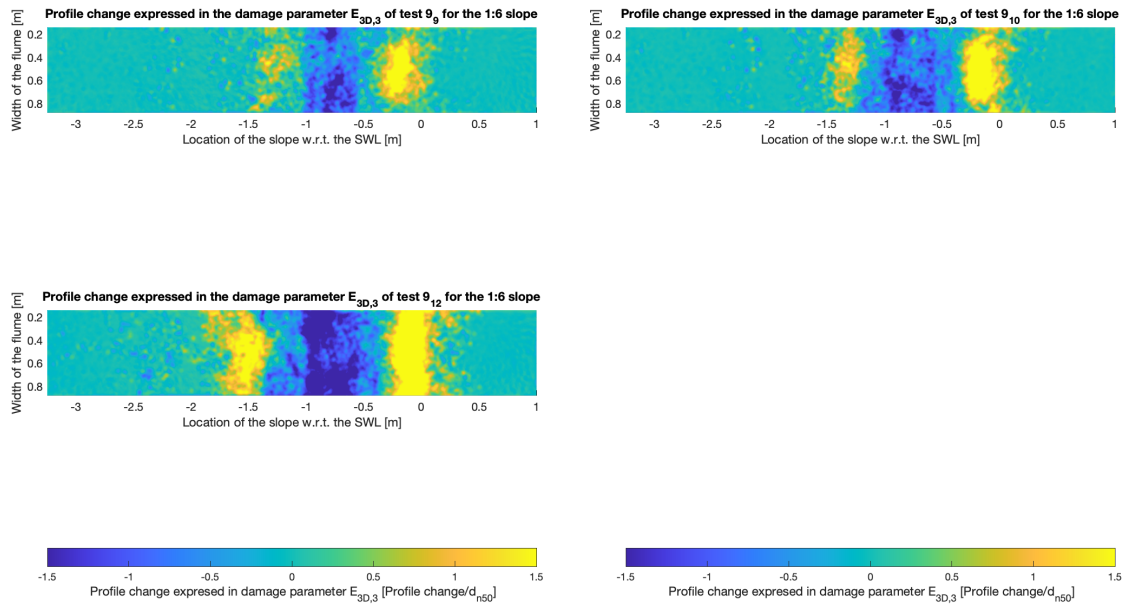 Profile change expressed in the damage parameter E3D,3 of test 9_9 for the 1:6 slope
Width of the flume [m]
0.2
0.4
0.6
0.8
-3 -2.5 -2 -1.5 -1 -0.5 0 0.5 1
Location of the slope w.r.t. the SWL [m]
Profile change expressed in the damage parameter E3D,3 of test 9_10 for the 1:6 slope
Width of the flume [m]
0.2
0.4
0.6
0.8
-3 -2.5 -2 -1.5 -1 -0.5 0 0.5 1
Location of the slope w.r.t. the SWL [m]
Profile change expressed in the damage parameter E3D,3 of test 9_12 for the 1:6 slope
Width of the flume [m]
0.2
0.4
0.6
0.8
-3 -2.5 -2 -1.5 -1 -0.5 0 0.5 1
Location of the slope w.r.t. the SWL [m]
-1.5 -1 -0.5 0 0.5 1 1.5
Profile change expresed in damage parameter E3D,3 [Profile change/dn50]
-1.5 -1 -0.5 0 0.5 1 1.5
Profile change expresed in damage parameter E3D,3 [Profile change/dn50]